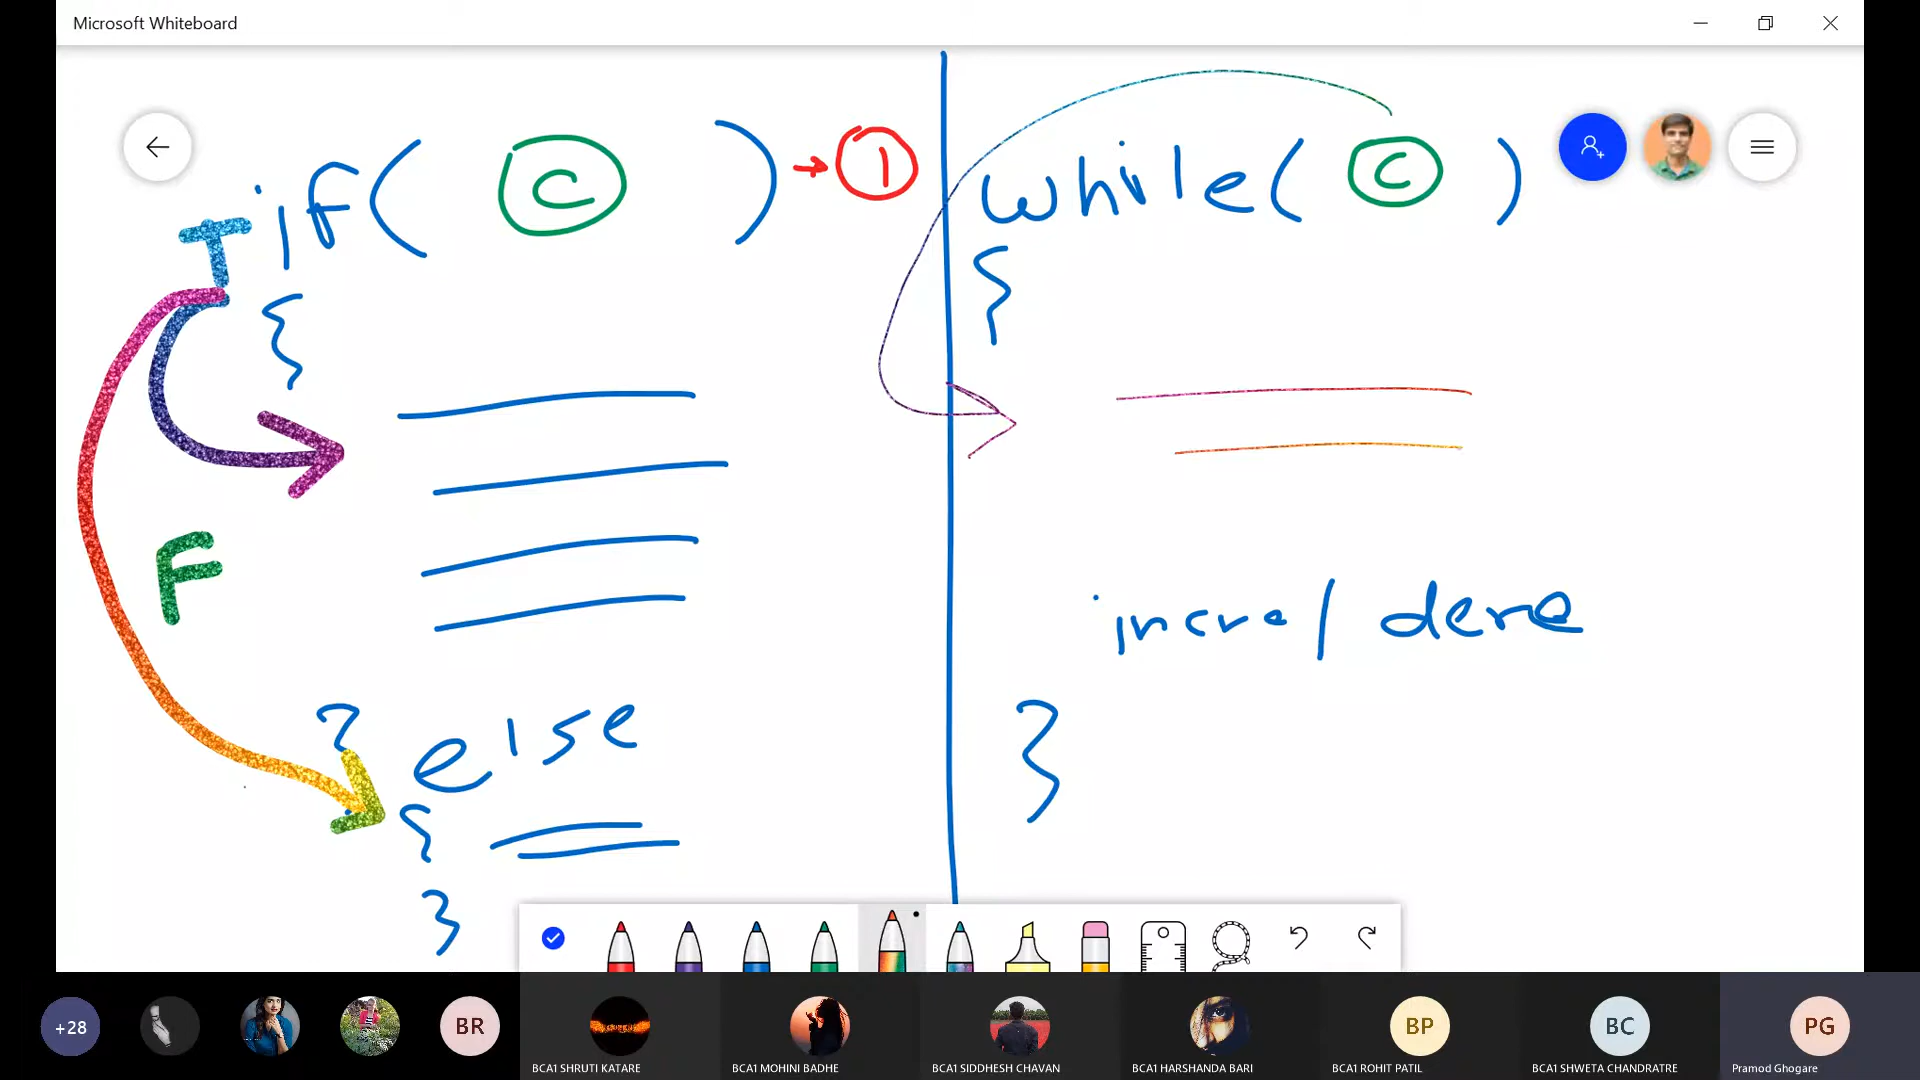 Microsoft Whiteboard
if( C ) → 1
T
{
F
} else
{
}
while( C )
{
incre/ decre
}
+28
BR
BCA1 SHRUTI KATARE
BCA1 MOHINI BADHE
BCA1 SIDDHESH CHAVAN
BCA1 HARSHANDA BARI
BP
BCA1 ROHIT PATIL
BC
BCA1 SHWETA CHANDRATRE
PG
Pramod Ghogare